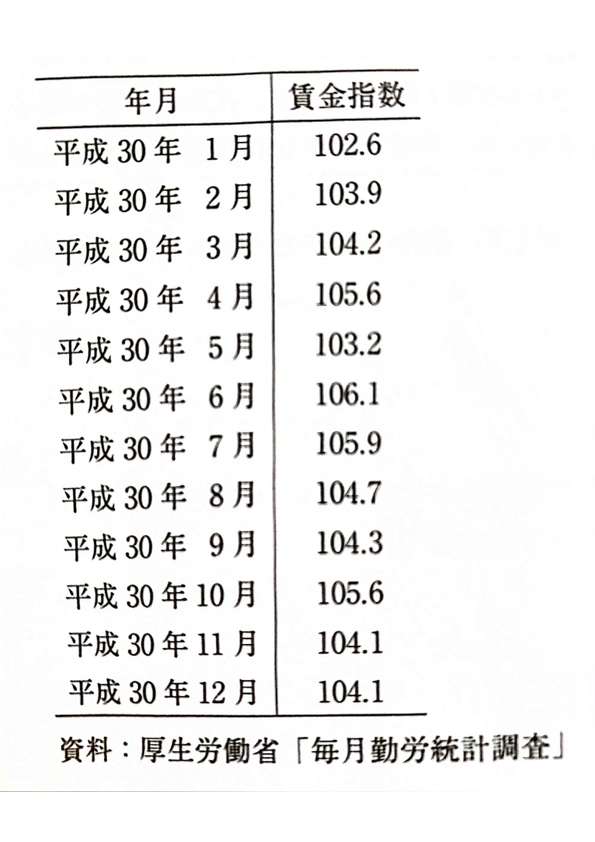 年月 賃金指数
平成 30 年 1 月 102.6
平成 30 年 2 月 103.9
平成 30 年 3 月 104.2
平成 30 年 4 月 105.6
平成 30 年 5 月 103.2
平成 30 年 6 月 106.1
平成 30 年 7 月 105.9
平成 30 年 8 月 104.7
平成 30 年 9 月 104.3
平成 30 年 10 月 105.6
平成 30 年 11 月 104.1
平成 30 年 12 月 104.1
資料：厚生労働省「毎月勤労統計調査」